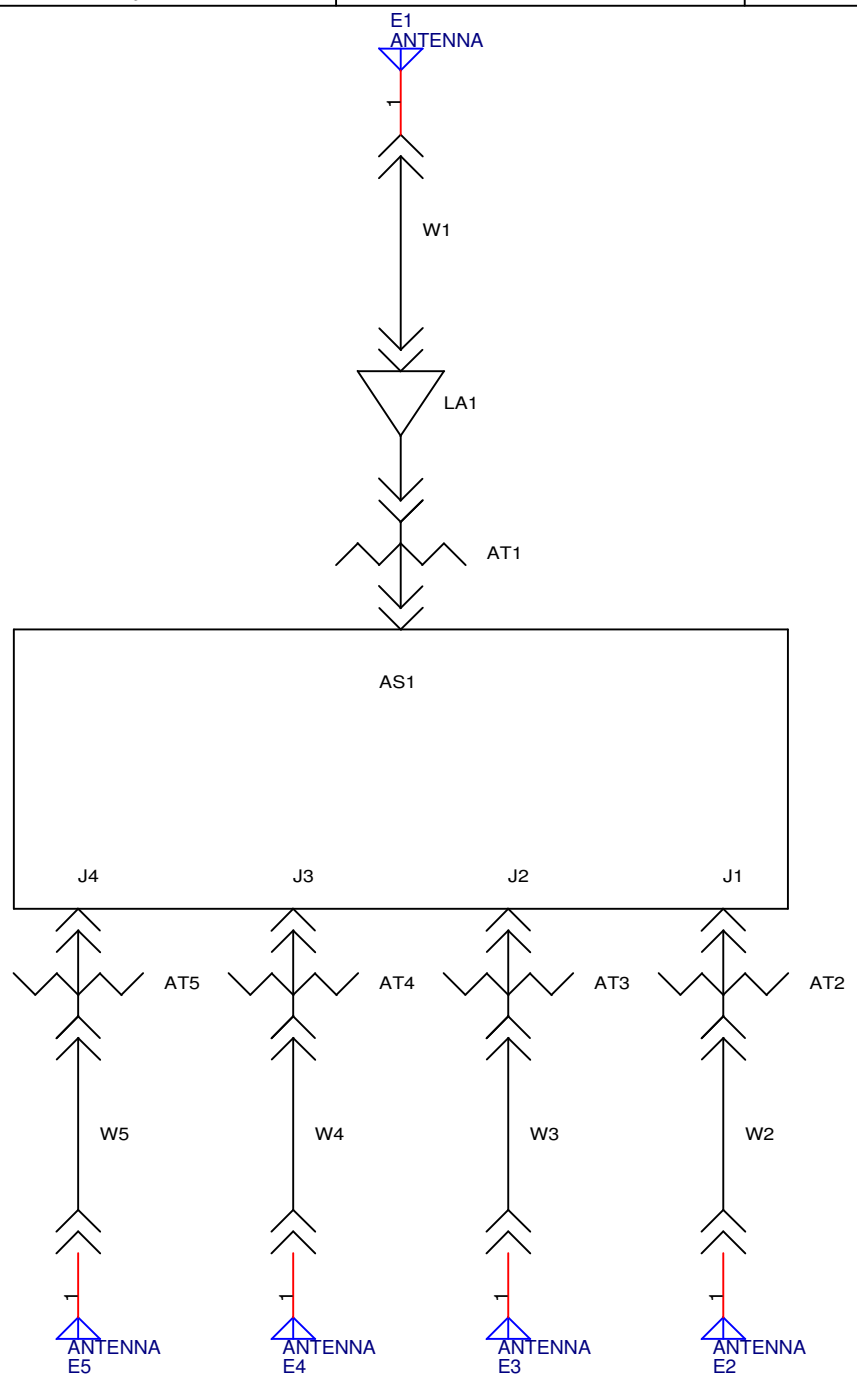 E1
ANTENNA
1
W1
LA1
AT1
AS1
J4 J3 J2 J1
AT5 AT4 AT3 AT2
W5 W4 W3 W2
1 1 1 1
ANTENNA ANTENNA ANTENNA ANTENNA
E5 E4 E3 E2